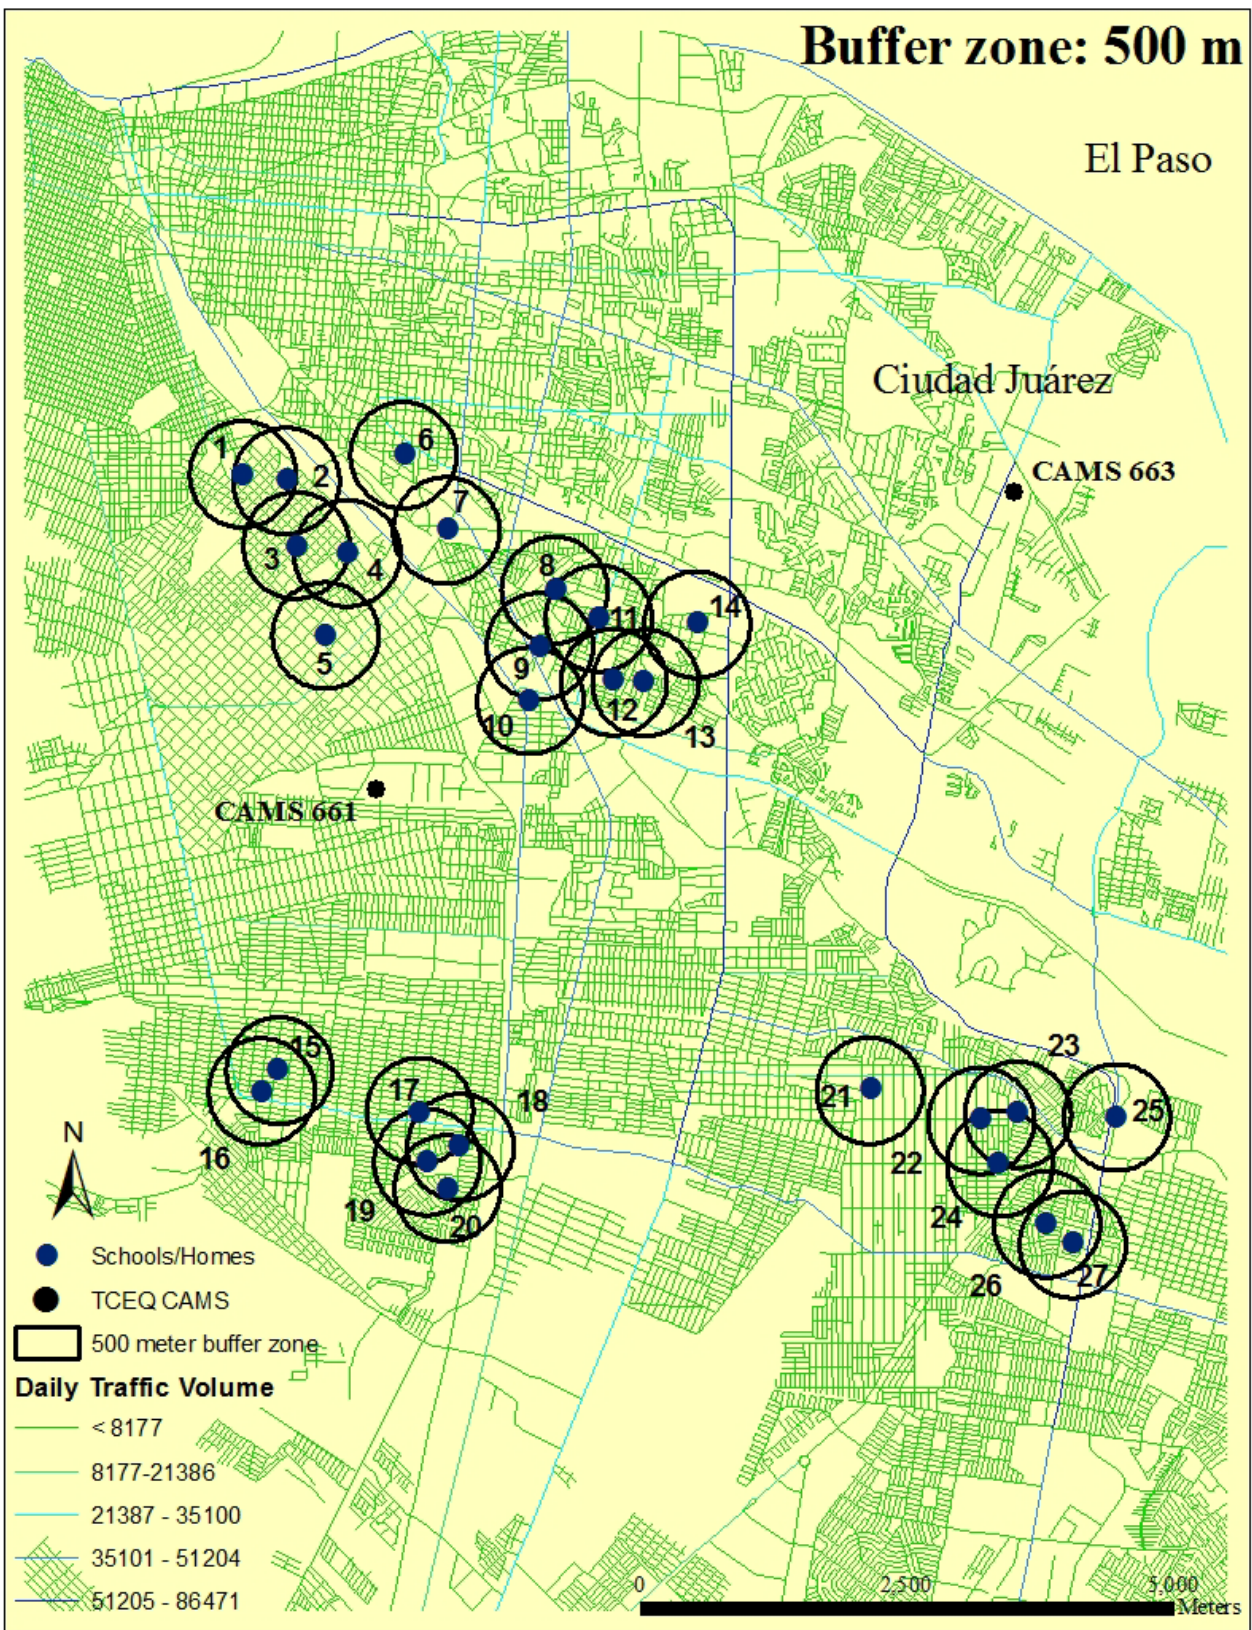 Buffer zone: 500 m
El Paso
Ciudad Juárez
CAMS 663
1
2
6
7
3
4
5
8
11
14
9
10
12
13
CAMS 661
15
16
17
18
19
20
21
22
23
24
25
26
27
N
Schools/Homes
TCEQ CAMS
500 meter buffer zone
Daily Traffic Volume
< 8177
8177-21386
21387 - 35100
35101 - 51204
51205 - 86471
0 2,500 5,000
Meters